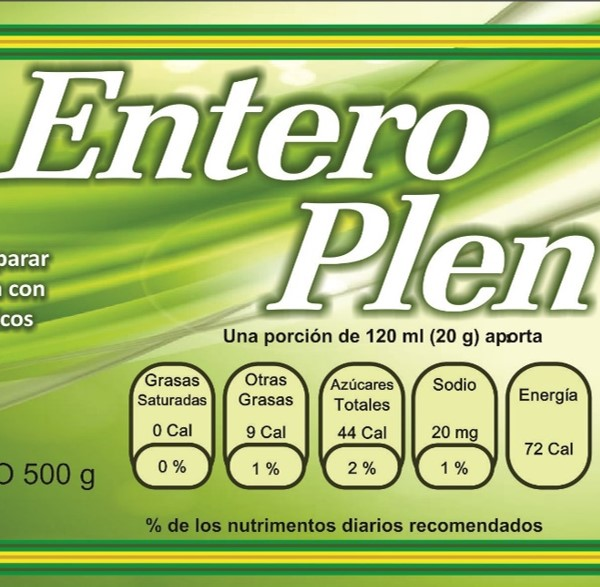 Entero
Plen
parar
con
cos
Una porción de 120 ml (20 g) aporta
Grasas
Saturadas
0 Cal
0 %
Otras
Grasas
9 Cal
1 %
Azúcares
Totales
44 Cal
2 %
Sodio
20 mg
1 %
Energía
72 Cal
O 500 g
% de los nutrimentos diarios recomendados